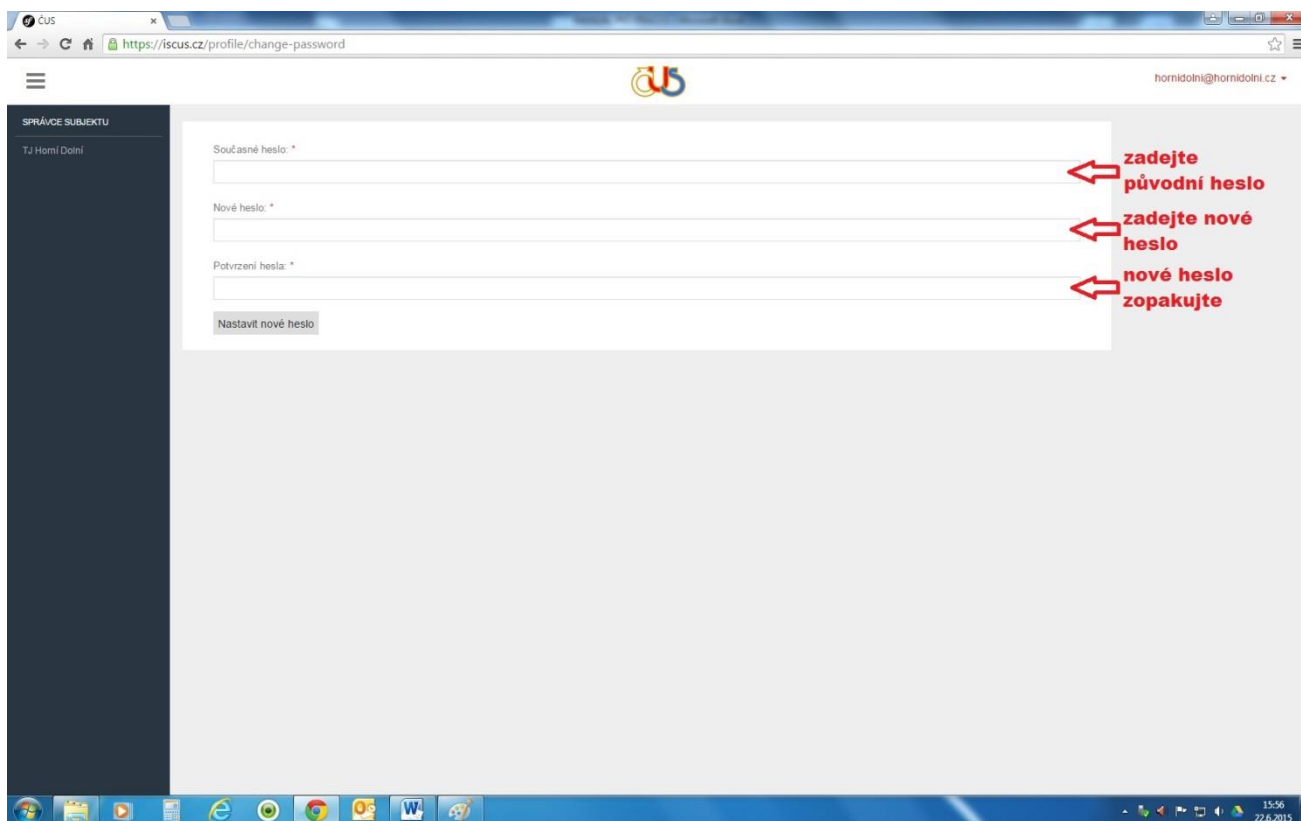 ČUS
https://iscus.cz/profile/change-password
ČUS
hornidolni@hornidolni.cz
SPRÁVCE SUBJEKTU
TJ Horní Dolní
Současné heslo: *
zadejte
původní heslo
Nové heslo: *
zadejte nové
heslo
Potvrzení hesla: *
nové heslo
zopakujte
Nastavit nové heslo
15:56
22.6.2015